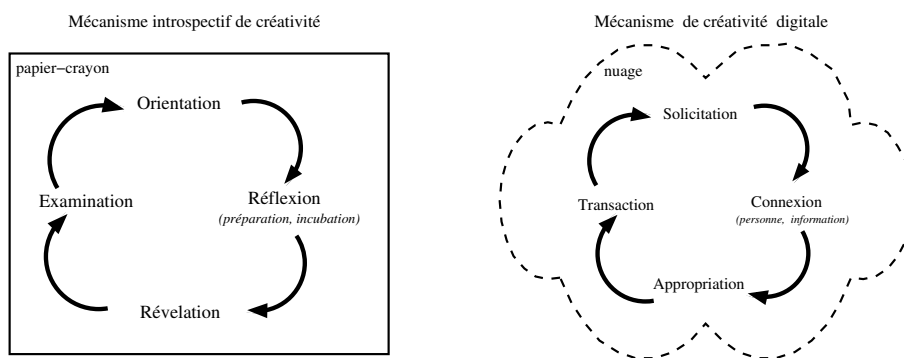 Mécanisme introspectif de créativité
papier−crayon
Orientation
Examination
Réflexion
(préparation, incubation)
Révelation
Mécanisme de créativité digitale
nuage
Solicitation
Transaction
Connexion
(personne, information)
Appropriation